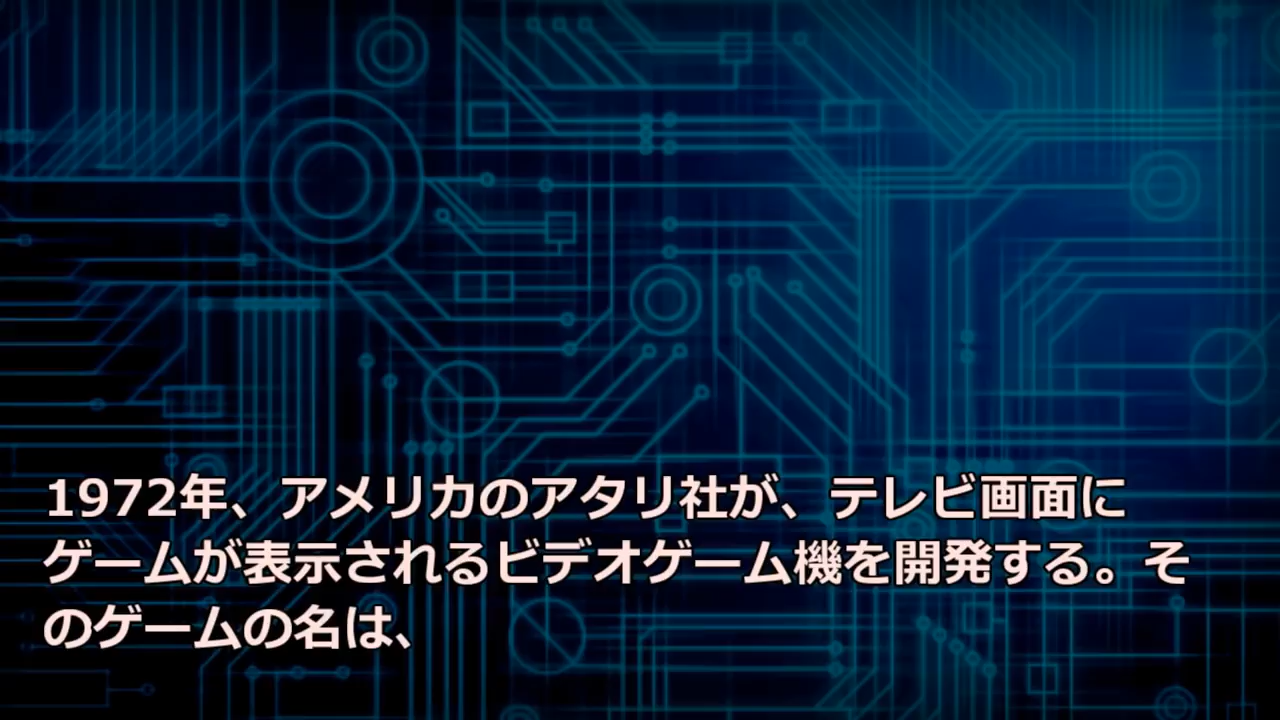 1972年、アメリカのアタリ社が、テレビ画面に
ゲームが表示されるビデオゲーム機を開発する。そ
のゲームの名は、